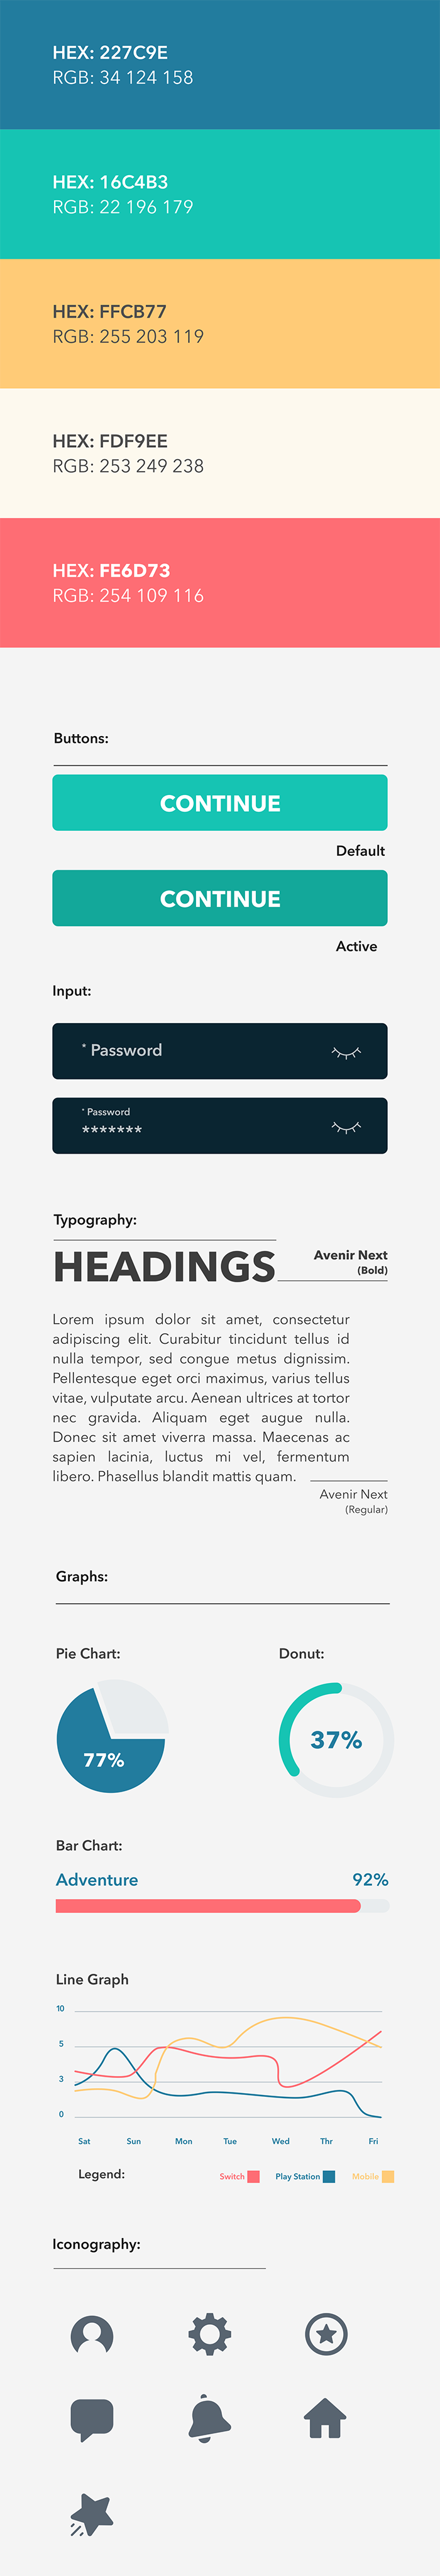 HEX: 227C9E
RGB: 34 124 158
HEX: 16C4B3
RGB: 22 196 179
HEX: FFCB77
RGB: 255 203 119
HEX: FDF9EE
RGB: 253 249 238
HEX: FE6D73
RGB: 254 109 116
Buttons:
CONTINUE
Default
CONTINUE
Active
Input:
* Password
* Password
*******
Typography:
HEADINGS
Avenir Next
(Bold)
Lorem ipsum dolor sit amet, consectetur
adipiscing elit. Curabitur tincidunt tellus id
nulla tempor, sed congue metus dignissim.
Pellentesque eget orci maximus, varius tellus
vitae, vulputate arcu. Aenean ultrices at tortor
nec gravida. Aliquam eget augue nulla.
Donec sit amet viverra massa. Maecenas ac
sapien lacinia, luctus mi vel, fermentum
libero. Phasellus blandit mattis quam.
Avenir Next
(Regular)
Graphs:
Pie Chart:
Donut:
77%
37%
Bar Chart:
Adventure 92%
Line Graph
10
5
3
0
Sat Sun Mon Tue Wed Thr Fri
Legend: Switch Play Station Mobile
Iconography: